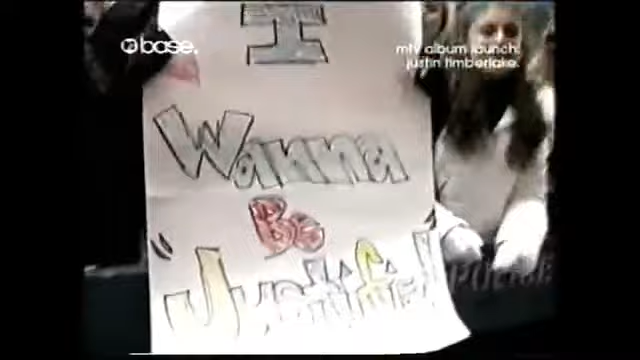 base.
mtv album launch:
justin timberlake.
I
Wanna
Be
"Justified"